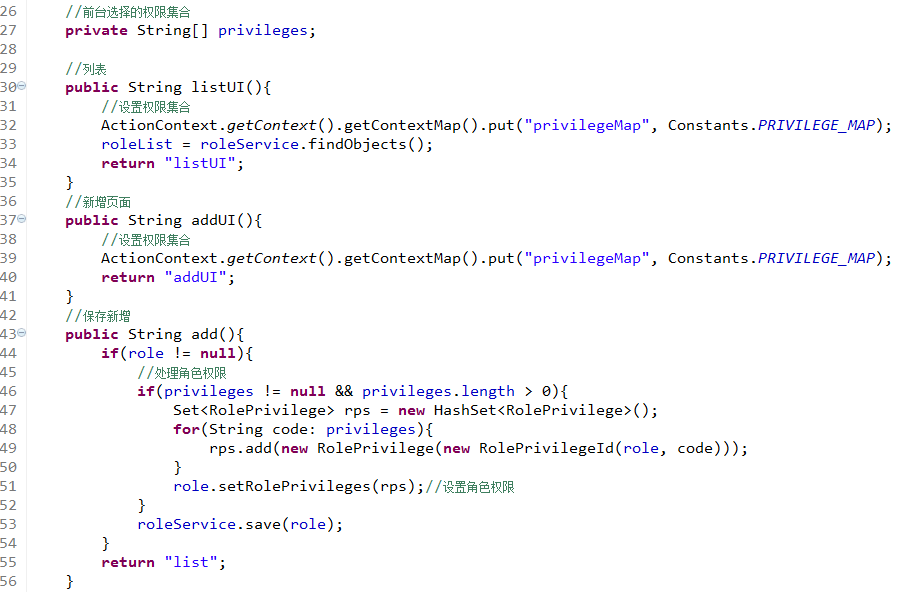 26 //前台选择的权限集合
27 private String[] privileges;
28
29 //列表
30 public String listUI(){
31 //设置权限集合
32 ActionContext.getContext().getContextMap().put("privilegeMap", Constants.PRIVILEGE_MAP);
33 roleList = roleService.findObjects();
34 return "listUI";
35 }
36 //新增页面
37 public String addUI(){
38 //设置权限集合
39 ActionContext.getContext().getContextMap().put("privilegeMap", Constants.PRIVILEGE_MAP);
40 return "addUI";
41 }
42 //保存新增
43 public String add(){
44 if(role != null){
45 //处理角色权限
46 if(privileges != null && privileges.length > 0){
47 Set<RolePrivilege> rps = new HashSet<RolePrivilege>();
48 for(String code: privileges){
49 rps.add(new RolePrivilege(new RolePrivilegeId(role, code)));
50 }
51 role.setRolePrivileges(rps);//设置角色权限
52 }
53 roleService.save(role);
54 }
55 return "list";
56 }